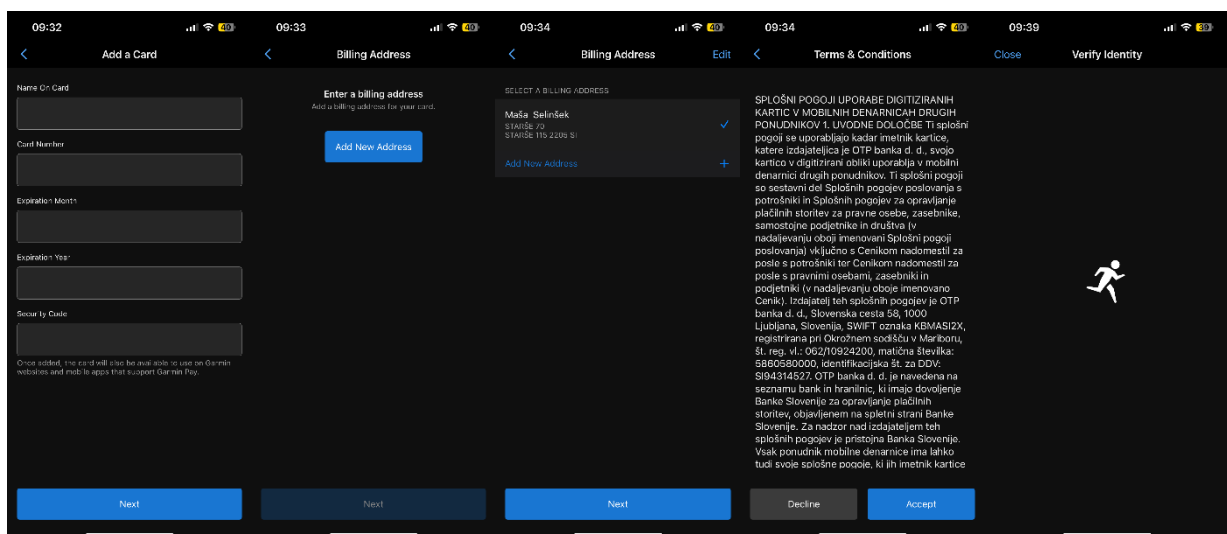 09:32
40
Add a Card
Name On Card
Card Number
Expiration Month
Expiration Year
Security Code
Once added, the card will also be available to use on Garmin
websites and mobile apps that support Garmin Pay.
Next
09:33
40
Billing Address
Enter a billing address
Add a billing address for your card.
Add New Address
Next
09:34
40
Billing Address
Edit
SELECT A BILLING ADDRESS
Maša Selinšek
STARŠE 70
STARŠE 115 2205 SI
Add New Address
Next
09:34
40
Terms & Conditions
SPLOŠNI POGOJI UPORABE DIGITIZIRANIH
KARTIC V MOBILNIH DENARNICAH DRUGIH
PONUDNIKOV 1. UVODNE DOLOČBE Ti splošni
pogoji se uporabljajo kadar imetnik kartice,
katere izdajateljica je OTP banka d. d., svojo
kartico v digitizirani obliki uporablja v mobilni
denarnici drugih ponudnikov. Ti splošni pogoji
so sestavni del Splošnih pogojev poslovanja s
potrošniki in Splošnih pogojev za opravljanje
plačilnih storitev za pravne osebe, zasebnike,
samostojne podjetnike in društva (v
nadaljevanju oboji imenovani Splošni pogoji
poslovanja) vključno s Cenikom nadomestil za
posle s potrošniki ter Cenikom nadomestil za
posle s pravnimi osebami, zasebniki in
podjetniki (v nadaljevanju oboje imenovano
Cenik). Izdajatelj teh splošnih pogojev je OTP
banka d. d., Slovenska cesta 58, 1000
Ljubljana, Slovenija, SWIFT oznaka KBMASI2X,
registrirana pri Okrožnem sodišču v Mariboru,
št. reg. vl.: 062/10924200, matična številka:
5860580000, identifikacijska št. za DDV:
SI94314527. OTP banka d. d. je navedena na
seznamu bank in hranilnic, ki imajo dovoljenje
Banke Slovenije za opravljanje plačilnih
storitev, objavljenem na spletni strani Banke
Slovenije. Za nadzor nad izdajateljem teh
splošnih pogojev je pristojna Banka Slovenije.
Vsak ponudnik mobilne denarnice ima lahko
tudi svoje splošne pogoje, ki jih imetnik kartice
Decline
Accept
09:39
39
Close
Verify Identity